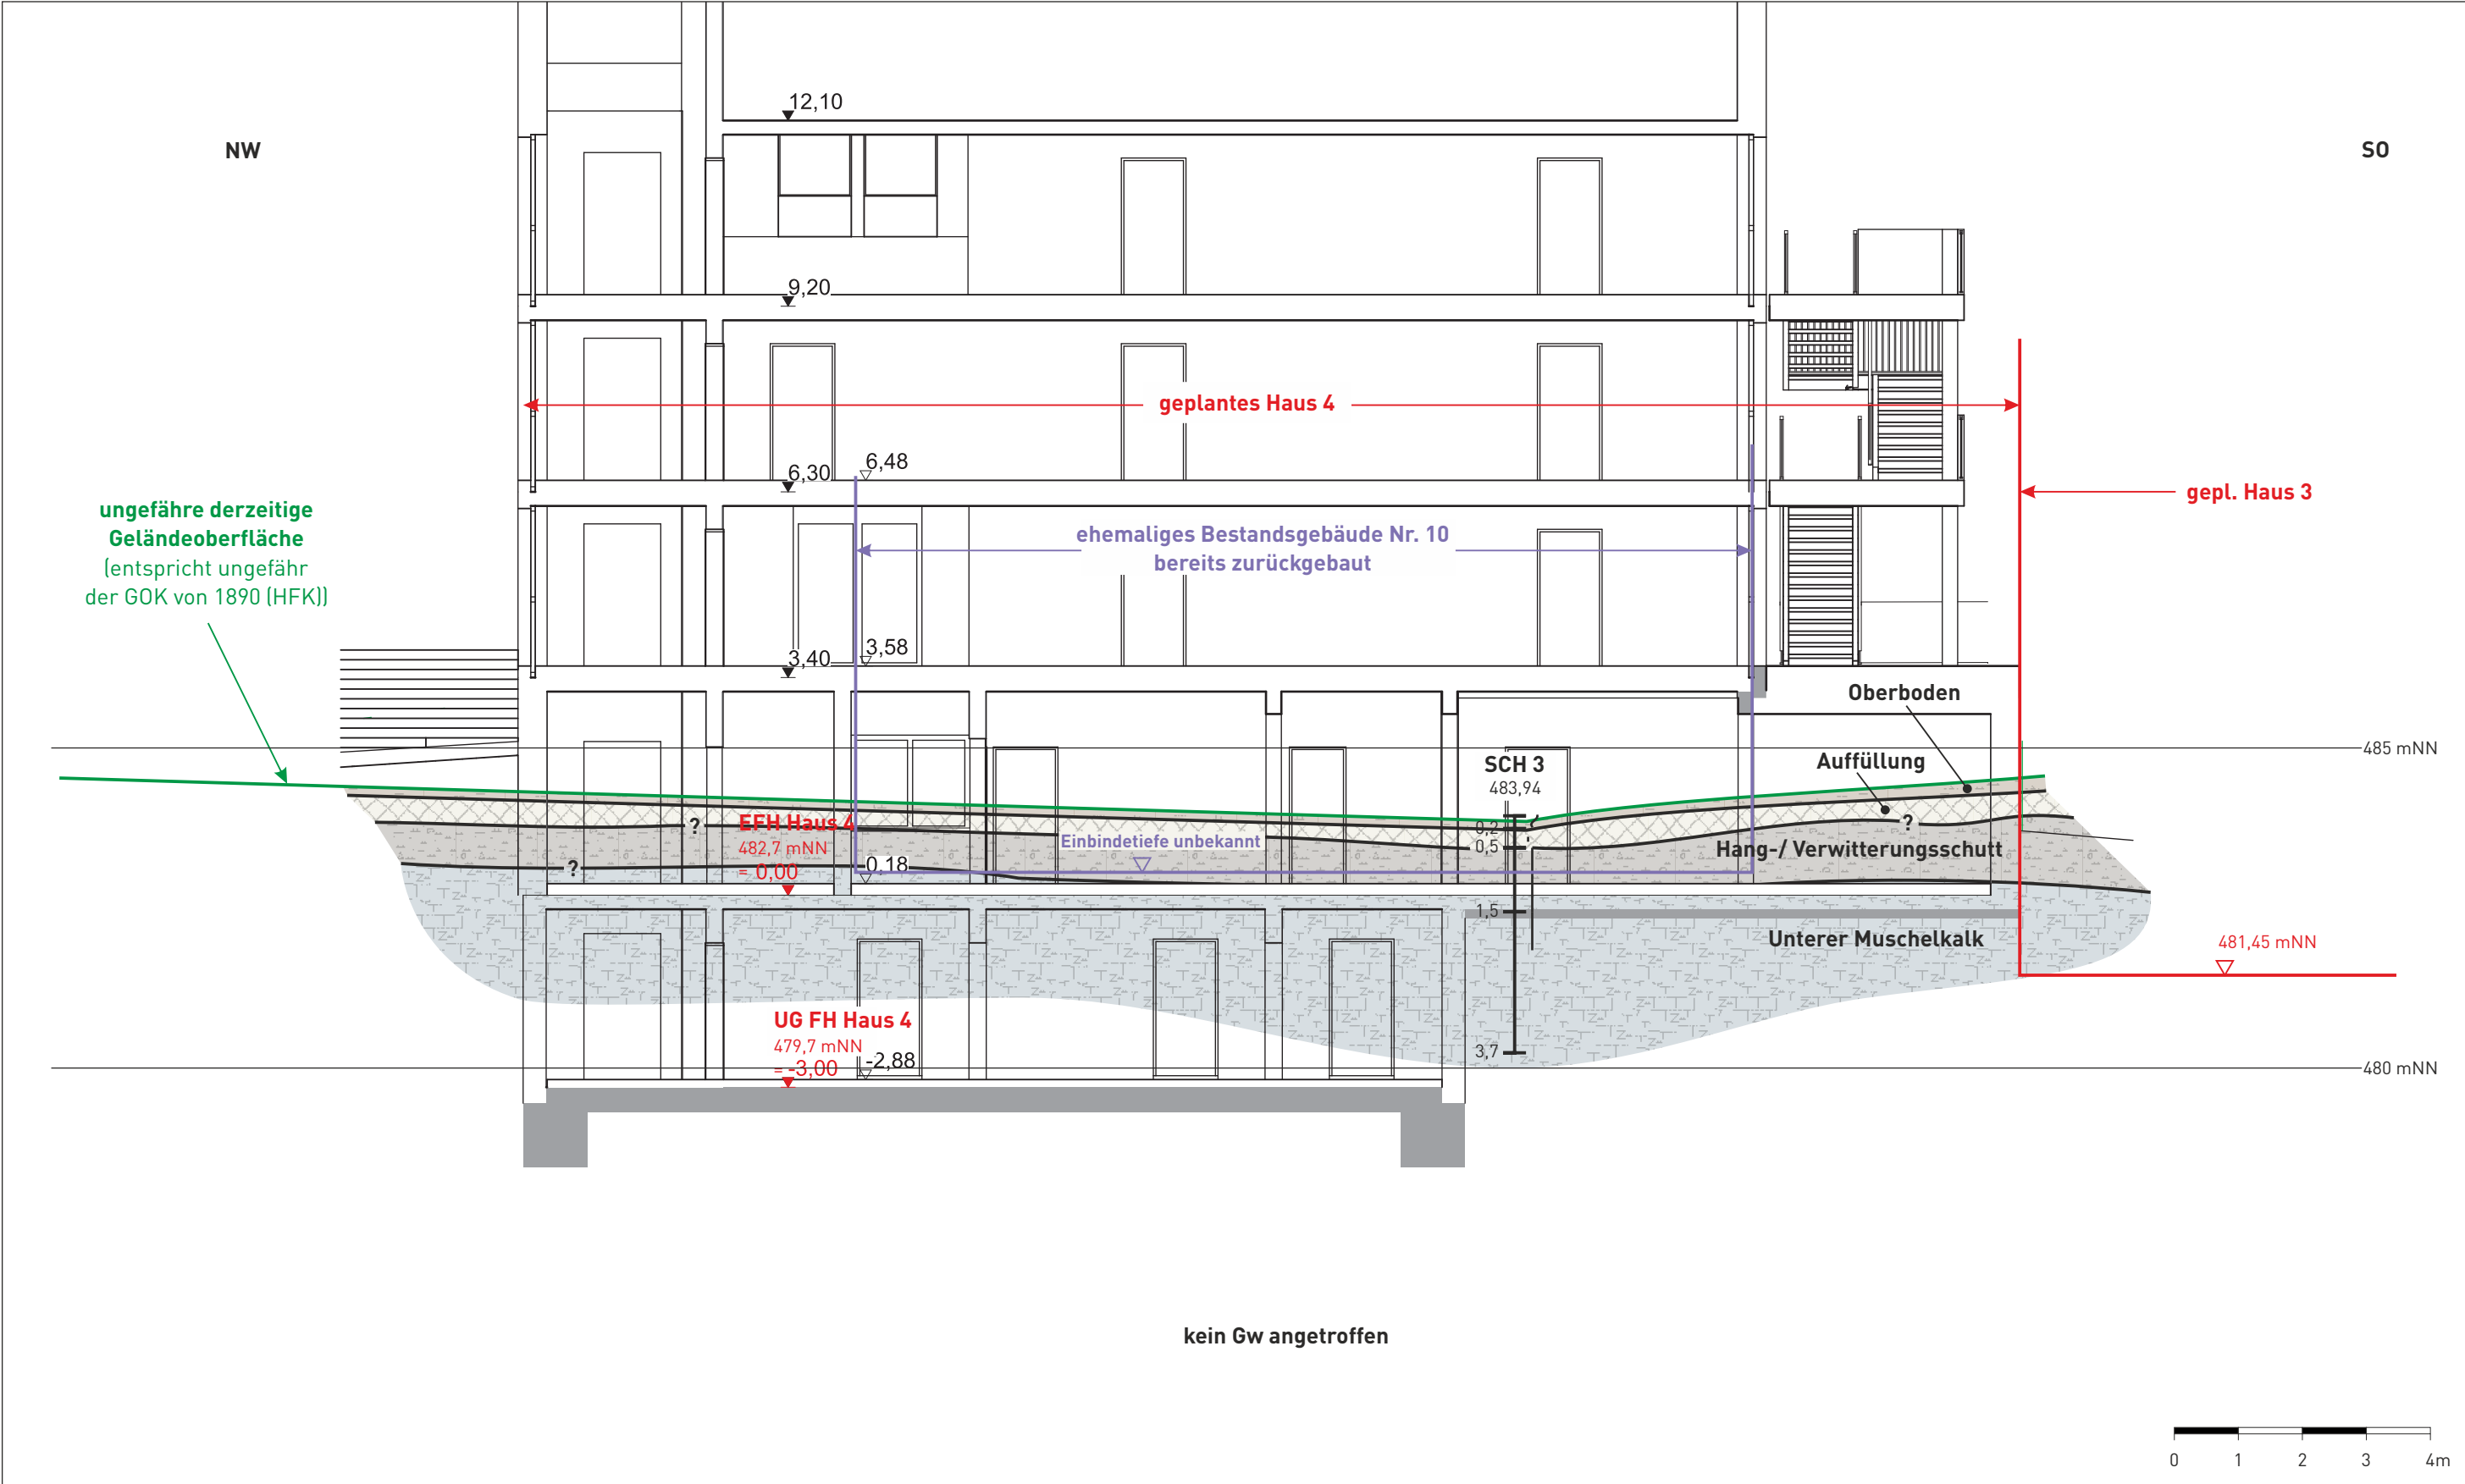 12,10
NW
SO
9,20
geplantes Haus 4
6,48
6,30
gepl. Haus 3
ungefähre derzeitige
Geländeoberfläche
(entspricht ungefähr
der GOK von 1890 (HFK))
ehemaliges Bestandsgebäude Nr. 10
bereits zurückgebaut
3,58
3,40
Oberboden
485 mNN
Auffüllung
SCH 3
483,94
?
EFH Haus 4
482,7 mNN
= 0,00
0,2
?
?
Einbindetiefe unbekannt
0,5
Hang-/ Verwitterungsschutt
?
0,18
1,5
Unterer Muschelkalk
481,45 mNN
UG FH Haus 4
479,7 mNN
= -3,00
-2,88
3,7
480 mNN
kein Gw angetroffen
0 1 2 3 4m